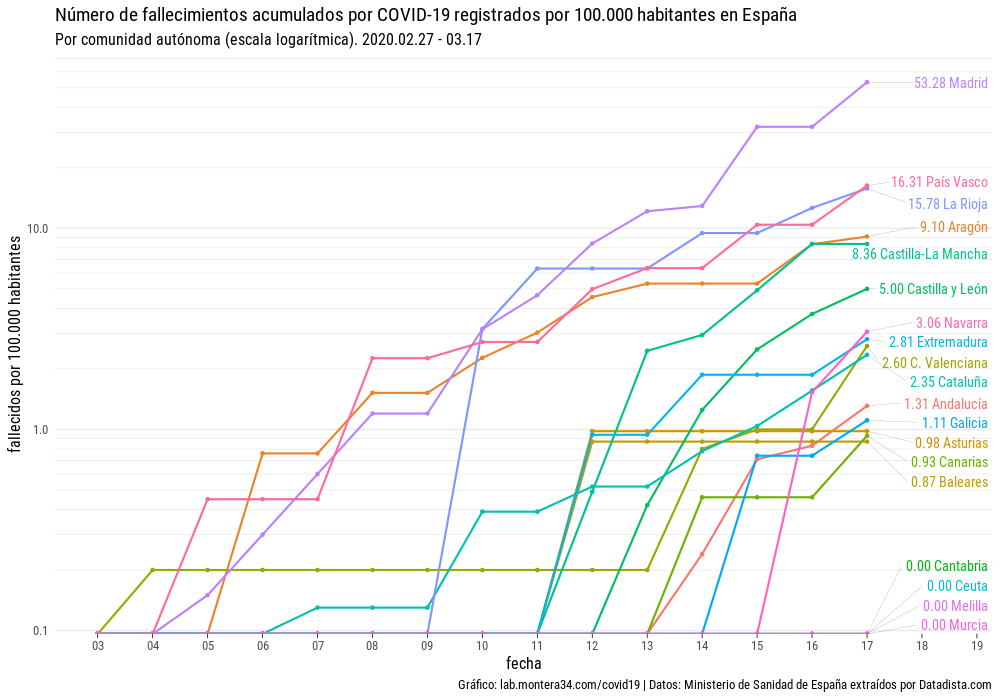 Número de fallecimientos acumulados por COVID-19 registrados por 100.000 habitantes en España
Por comunidad autónoma (escala logarítmica). 2020.02.27 - 03.17
fallecidos por 100.000 habitantes
10.0
1.0
0.1
53.28 Madrid
16.31 País Vasco
15.78 La Rioja
9.10 Aragón
8.36 Castilla-La Mancha
5.00 Castilla y León
3.06 Navarra
2.81 Extremadura
2.60 C. Valenciana
2.35 Cataluña
1.31 Andalucía
1.11 Galicia
0.98 Asturias
0.93 Canarias
0.87 Baleares
0.00 Cantabria
0.00 Ceuta
0.00 Melilla
0.00 Murcia
03 04 05 06 07 08 09 10 11 12 13 14 15 16 17 18 19
fecha
Gráfico: lab.montera34.com/covid19 | Datos: Ministerio de Sanidad de España extraídos por Datadista.com